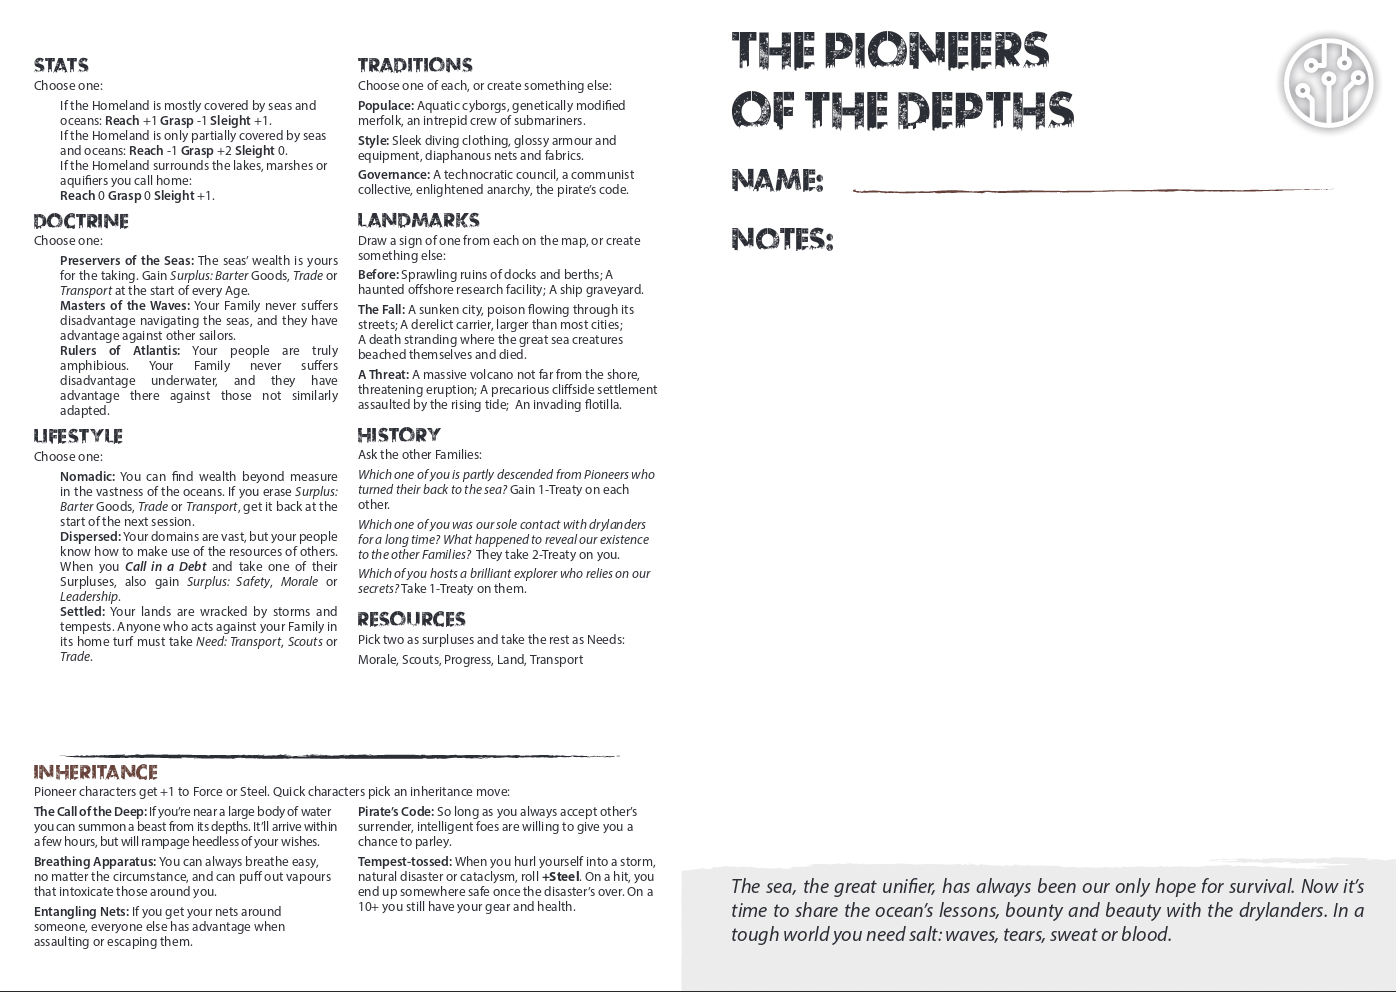 STATS
Choose one:
If the Homeland is mostly covered by seas and
oceans: Reach +1 Grasp -1 Sleight +1.
If the Homeland is only partially covered by seas
and oceans: Reach -1 Grasp +2 Sleight 0.
If the Homeland surrounds the lakes, marshes or
aquifiers you call home:
Reach 0 Grasp 0 Sleight +1.
DOCTRINE
Choose one:
Preservers of the Seas: The seas’ wealth is yours
for the taking. Gain Surplus: Barter Goods, Trade or
Transport at the start of every Age.
Masters of the Waves: Your Family never suffers
disadvantage navigating the seas, and they have
advantage against other sailors.
Rulers of Atlantis: Your people are truly
amphibious. Your Family never suffers
disadvantage underwater, and they have
advantage there against those not similarly
adapted.
LIFESTYLE
Choose one:
Nomadic: You can find wealth beyond measure
in the vastness of the oceans. If you erase Surplus:
Barter Goods, Trade or Transport, get it back at the
start of the next session.
Dispersed: Your domains are vast, but your people
know how to make use of the resources of others.
When you Call in a Debt and take one of their
Surpluses, also gain Surplus: Safety, Morale or
Leadership.
Settled: Your lands are wracked by storms and
tempests. Anyone who acts against your Family in
its home turf must take Need: Transport, Scouts or
Trade.
TRADITIONS
Choose one of each, or create something else:
Populace: Aquatic cyborgs, genetically modified
merfolk, an intrepid crew of submariners.
Style: Sleek diving clothing, glossy armour and
equipment, diaphanous nets and fabrics.
Governance: A technocratic council, a communist
collective, enlightened anarchy, the pirate’s code.
LANDMARKS
Draw a sign of one from each on the map, or create
something else:
Before: Sprawling ruins of docks and berths; A
haunted offshore research facility; A ship graveyard.
The Fall: A sunken city, poison flowing through its
streets; A derelict carrier, larger than most cities;
A death stranding where the great sea creatures
beached themselves and died.
A Threat: A massive volcano not far from the shore,
threatening eruption; A precarious cliffside settlement
assaulted by the rising tide; An invading flotilla.
HISTORY
Ask the other Families:
Which one of you is partly descended from Pioneers who
turned their back to the sea? Gain 1-Treaty on each
other.
Which one of you was our sole contact with drylanders
for a long time? What happened to reveal our existence
to the other Families? They take 2-Treaty on you.
Which of you hosts a brilliant explorer who relies on our
secrets? Take 1-Treaty on them.
RESOURCES
Pick two as surpluses and take the rest as Needs:
Morale, Scouts, Progress, Land, Transport
INHERITANCE
Pioneer characters get +1 to Force or Steel. Quick characters pick an inheritance move:
The Call of the Deep: If you’re near a large body of water
you can summon a beast from its depths. It’ll arrive within
a few hours, but will rampage heedless of your wishes.
Breathing Apparatus: You can always breathe easy,
no matter the circumstance, and can puff out vapours
that intoxicate those around you.
Entangling Nets: If you get your nets around
someone, everyone else has advantage when
assaulting or escaping them.
Pirate’s Code: So long as you always accept other’s
surrender, intelligent foes are willing to give you a
chance to parley.
Tempest-tossed: When you hurl yourself into a storm,
natural disaster or cataclysm, roll +Steel. On a hit, you
end up somewhere safe once the disaster’s over. On a
10+ you still have your gear and health.
THE PIONEERS
OF THE DEPTHS
NAME:
NOTES:
The sea, the great unifier, has always been our only hope for survival. Now it’s
time to share the ocean’s lessons, bounty and beauty with the drylanders. In a
tough world you need salt: waves, tears, sweat or blood.